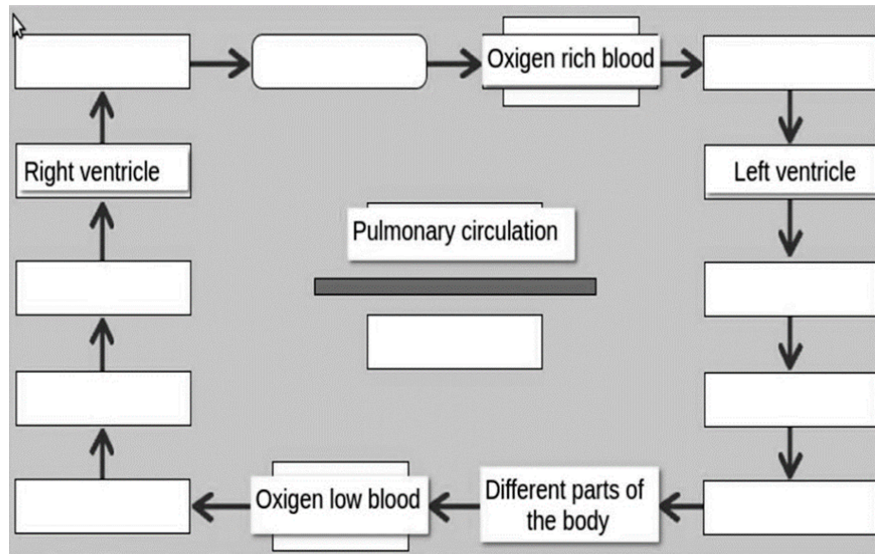 Oxigen rich blood
Right ventricle
Left ventricle
Pulmonary circulation
Oxigen low blood
Different parts of
the body